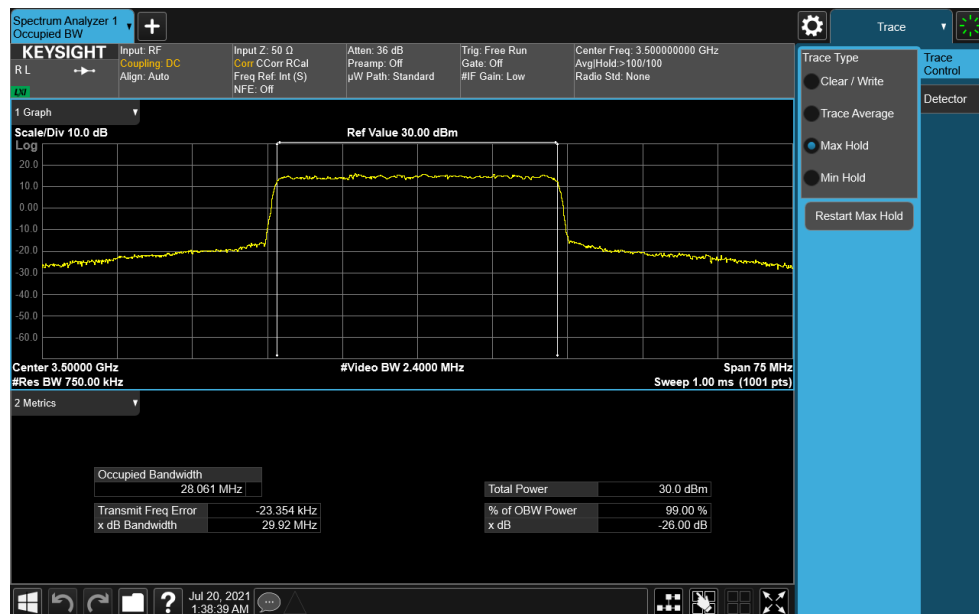 Spectrum Analyzer 1
Occupied BW
Trace
KEYSIGHT
R L
LXI
Input: RF
Coupling: DC
Align: Auto
Input Z: 50 Ω
Corr CCorr RCal
Freq Ref: Int (S)
NFE: Off
Atten: 36 dB
Preamp: Off
µW Path: Standard
Trig: Free Run
Gate: Off
#IF Gain: Low
Center Freq: 3.500000000 GHz
Avg|Hold:>100/100
Radio Std: None
Trace Type
Clear / Write
Trace Average
Max Hold
Min Hold
Restart Max Hold
Trace
Control
Detector
1 Graph
Scale/Div 10.0 dB
Ref Value 30.00 dBm
Log
20.0
10.0
0.00
-10.0
-20.0
-30.0
-40.0
-50.0
-60.0
Center 3.50000 GHz
#Video BW 2.4000 MHz
Span 75 MHz
#Res BW 750.00 kHz
Sweep 1.00 ms (1001 pts)
2 Metrics
Occupied Bandwidth
28.061 MHz
Total Power 30.0 dBm
Transmit Freq Error -23.354 kHz
% of OBW Power 99.00 %
x dB Bandwidth 29.92 MHz
x dB -26.00 dB
?
Jul 20, 2021
1:38:39 AM